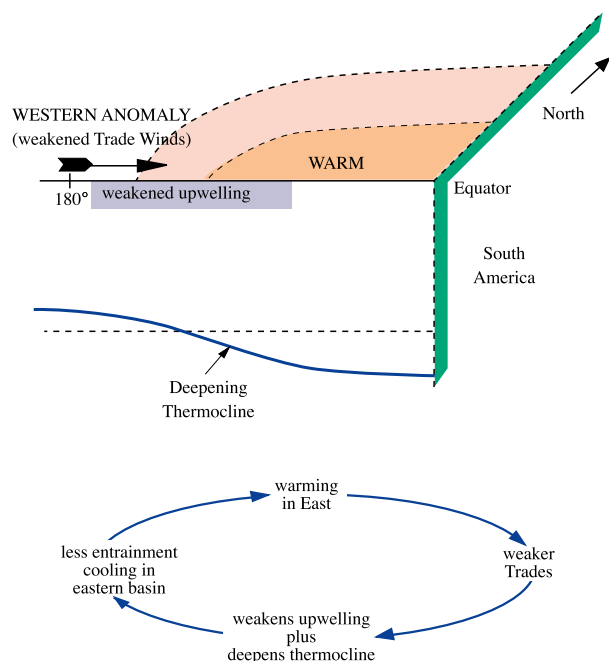 WESTERN ANOMALY
(weakened Trade Winds)
North
WARM
180°
weakened upwelling
Equator
South
America
Deepening
Thermocline
warming
in East
less entrainment
cooling in
eastern basin
weaker
Trades
weakens upwelling
plus
deepens thermocline